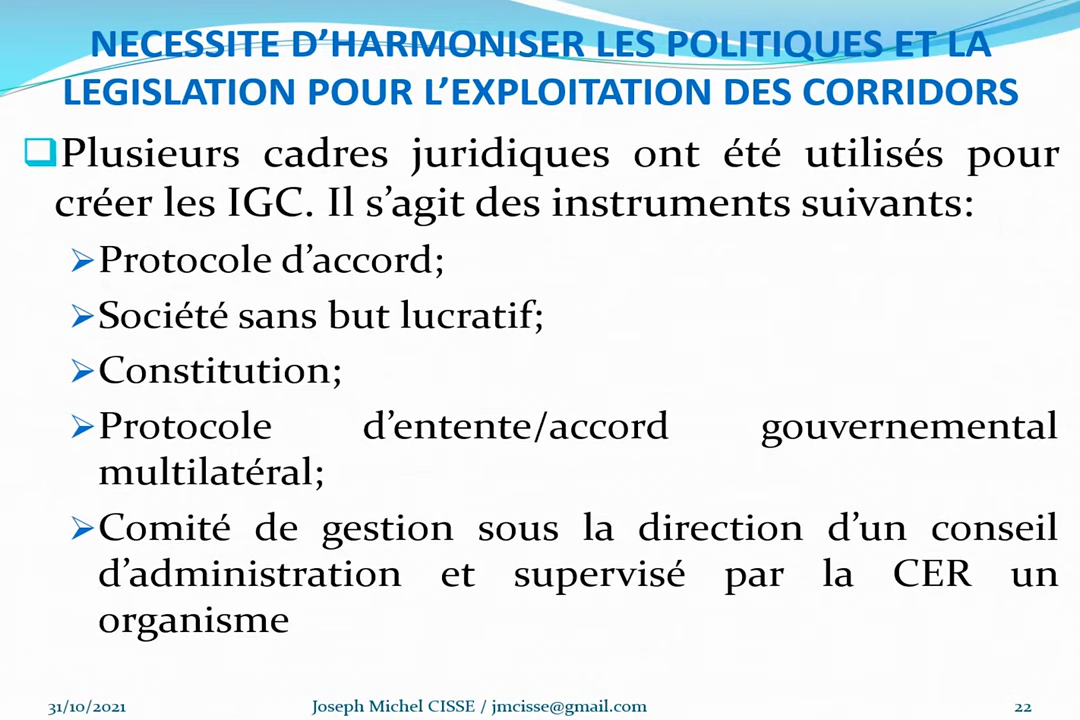 NECESSITE D’HARMONISER LES POLITIQUES ET LA
LEGISLATION POUR L’EXPLOITATION DES CORRIDORS
❑Plusieurs cadres juridiques ont été utilisés pour
créer les IGC. Il s’agit des instruments suivants:
➢Protocole d’accord;
➢Société sans but lucratif;
➢Constitution;
➢Protocole d’entente/accord gouvernemental
multilatéral;
➢Comité de gestion sous la direction d’un conseil
d’administration et supervisé par la CER un
organisme
31/10/2021 Joseph Michel CISSE / jmcisse@gmail.com 22